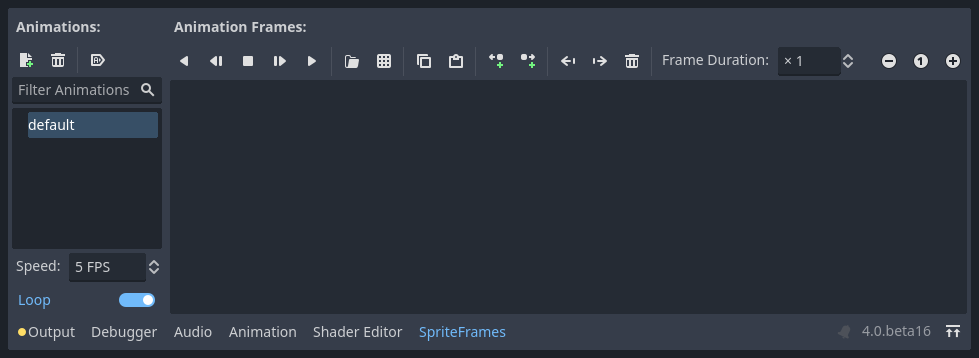 Animations:
Animation Frames:
Frame Duration:
× 1
1
Filter Animations
default
Speed:
5 FPS
Loop
Output
Debugger
Audio
Animation
Shader Editor
SpriteFrames
4.0.beta16